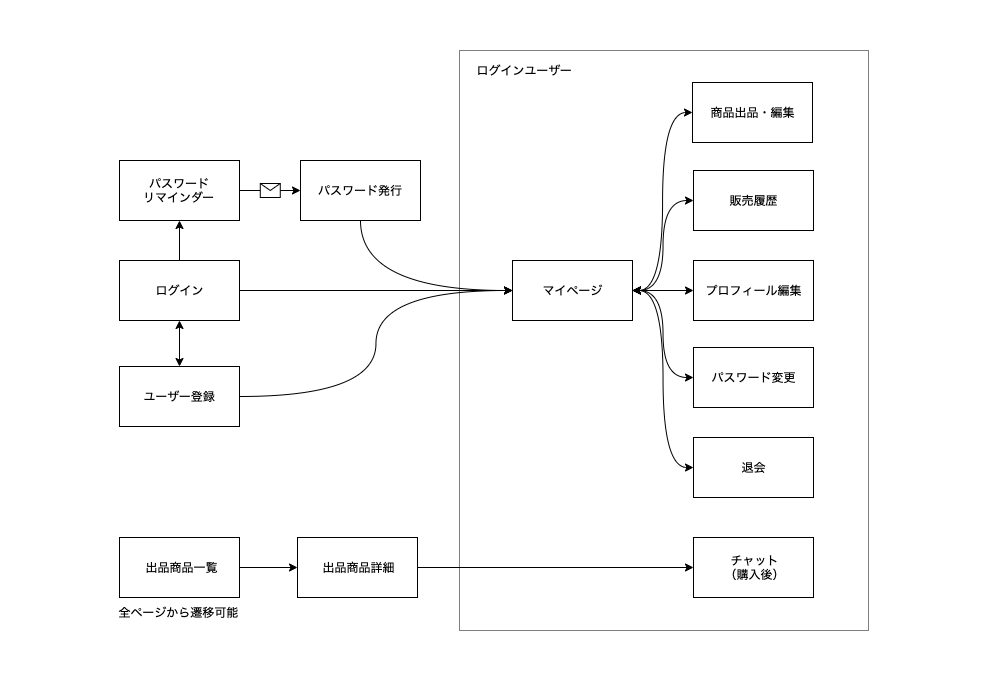 ログインユーザー
商品出品・編集
パスワード
リマインダー
パスワード発行
販売履歴
ログイン
マイページ
プロフィール編集
ユーザー登録
パスワード変更
退会
出品商品一覧
出品商品詳細
チャット
（購入後）
全ページから遷移可能